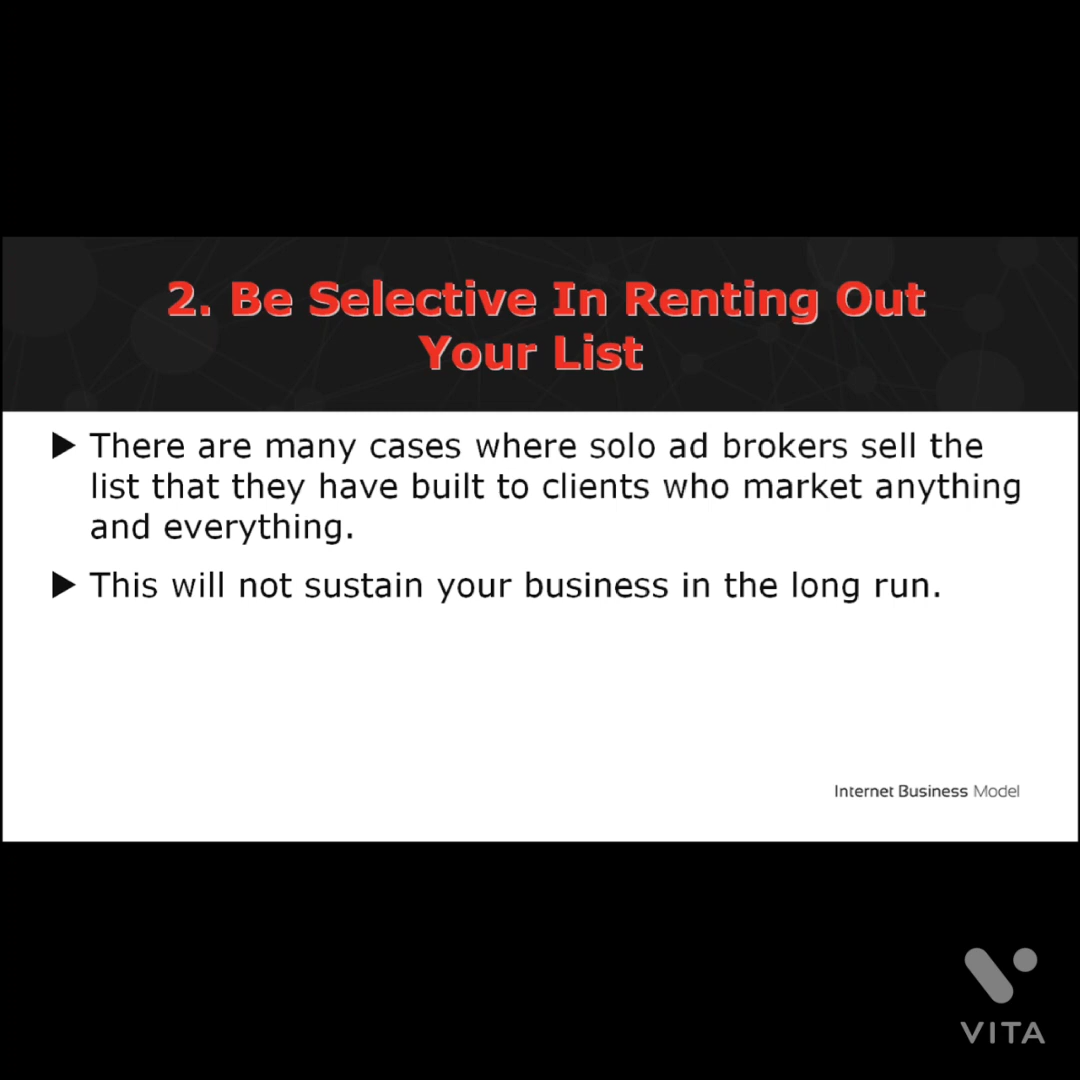 2. Be Selective In Renting Out
Your List
▶ There are many cases where solo ad brokers sell the
list that they have built to clients who market anything
and everything.
▶ This will not sustain your business in the long run.
Internet Business Model
VITA